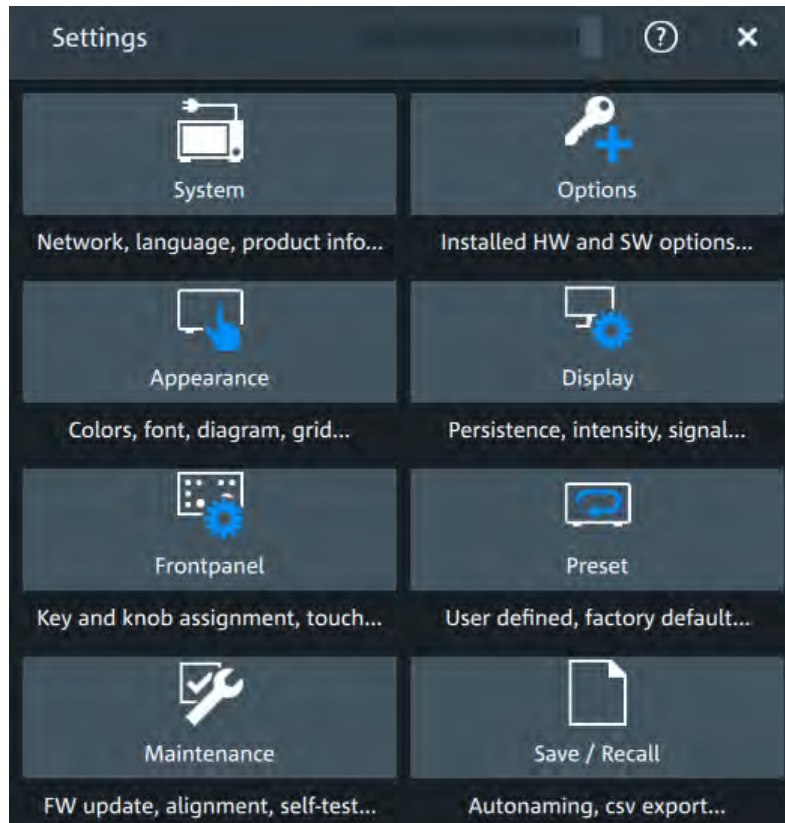 Settings ? ×
System Options
Network, language, product info... Installed HW and SW options...
Appearance Display
Colors, font, diagram, grid... Persistence, intensity, signal...
Frontpanel Preset
Key and knob assignment, touch... User defined, factory default...
Maintenance Save / Recall
FW update, alignment, self-test... Autonaming, csv export...